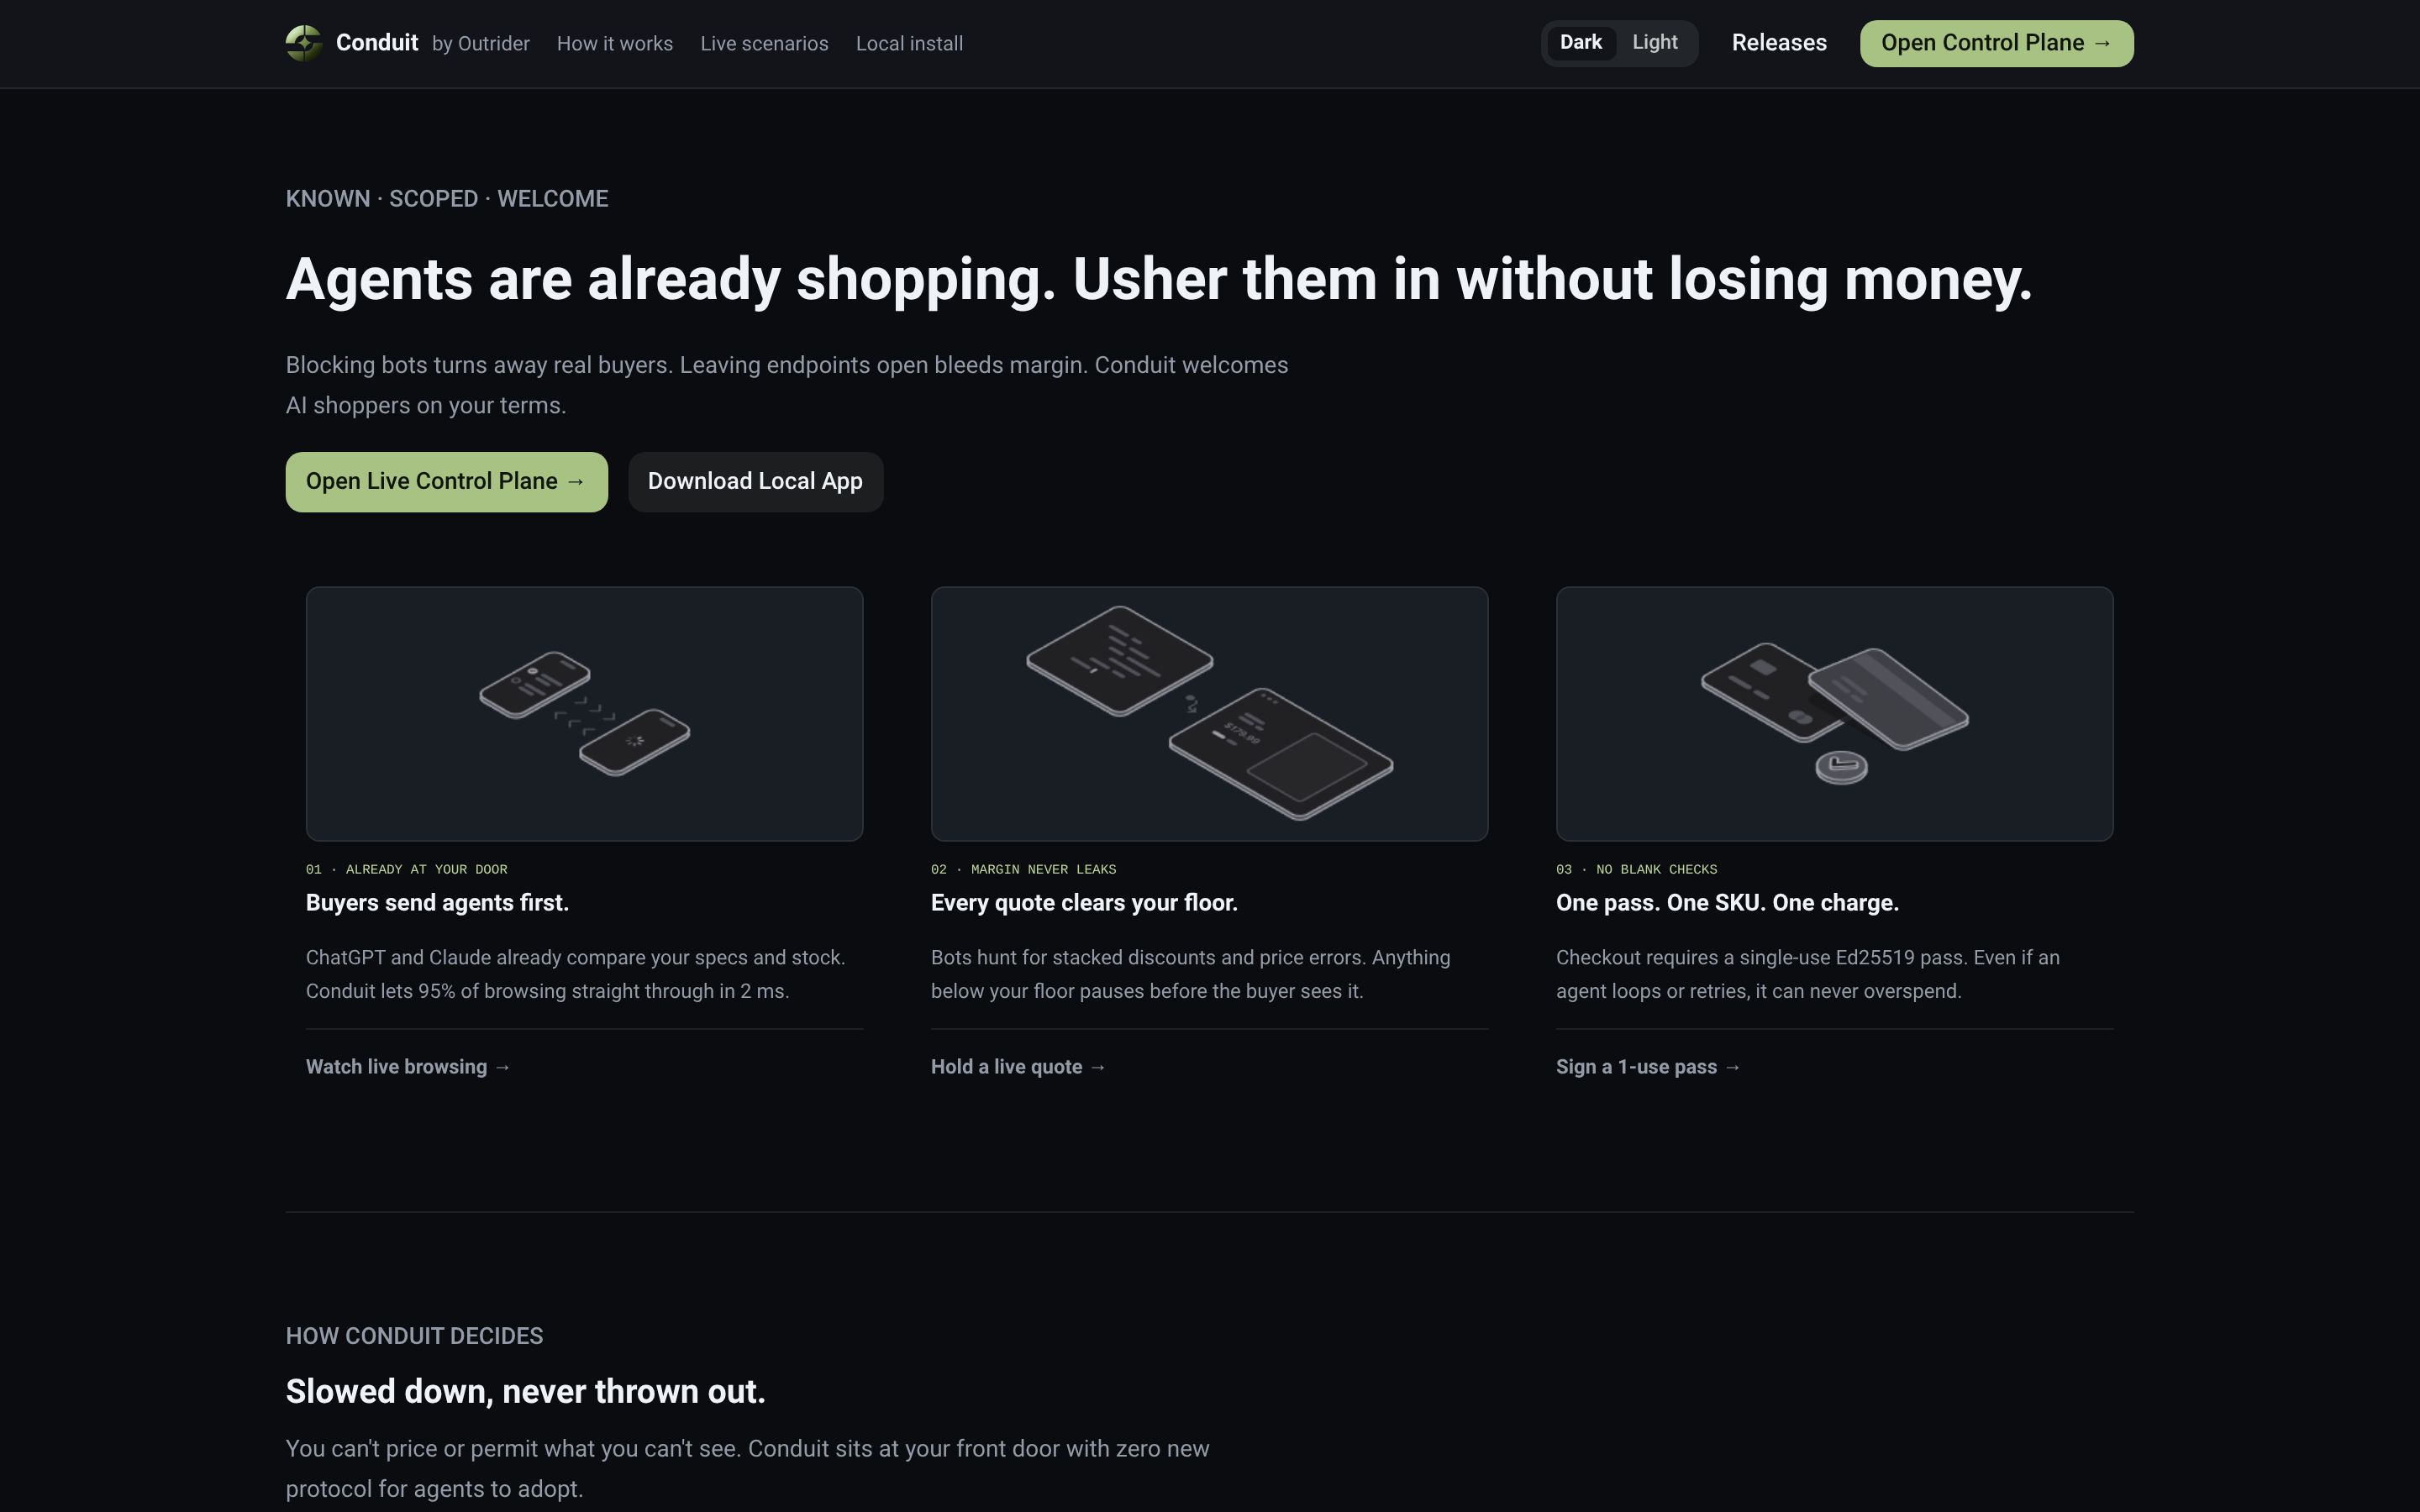 Conduit by Outrider How it works Live scenarios Local install Dark Light Releases Open Control Plane →
KNOWN · SCOPED · WELCOME
Agents are already shopping. Usher them in without losing money.
Blocking bots turns away real buyers. Leaving endpoints open bleeds margin. Conduit welcomes
AI shoppers on your terms.
Open Live Control Plane → Download Local App
$179.99
01 · ALREADY AT YOUR DOOR
Buyers send agents first.
ChatGPT and Claude already compare your specs and stock.
Conduit lets 95% of browsing straight through in 2 ms.
Watch live browsing →
02 · MARGIN NEVER LEAKS
Every quote clears your floor.
Bots hunt for stacked discounts and price errors. Anything
below your floor pauses before the buyer sees it.
Hold a live quote →
03 · NO BLANK CHECKS
One pass. One SKU. One charge.
Checkout requires a single-use Ed25519 pass. Even if an
agent loops or retries, it can never overspend.
Sign a 1-use pass →
HOW CONDUIT DECIDES
Slowed down, never thrown out.
You can't price or permit what you can't see. Conduit sits at your front door with zero new
protocol for agents to adopt.